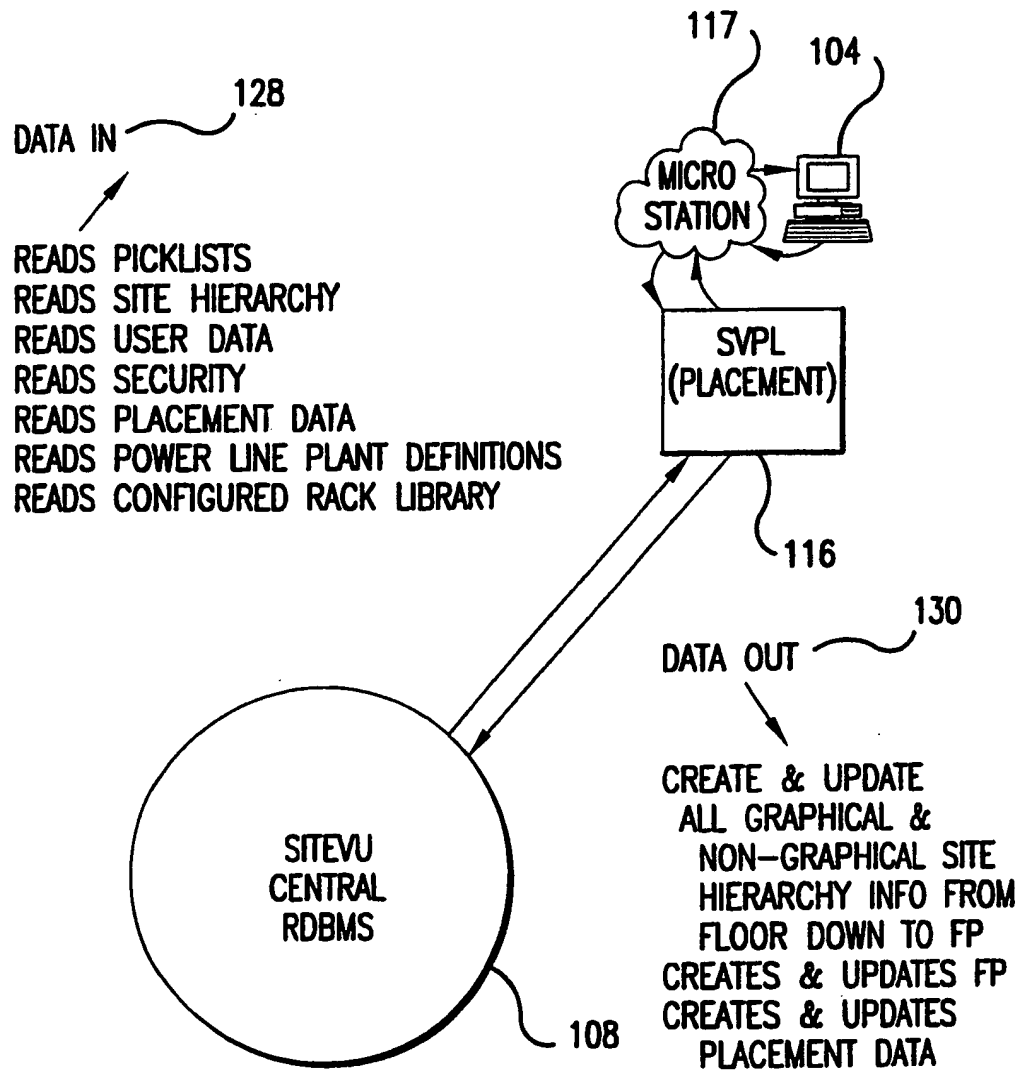 117
104
128
DATA IN
MICRO
STATION
READS PICKLISTS
READS SITE HIERARCHY
READS USER DATA
READS SECURITY
READS PLACEMENT DATA
READS POWER LINE PLANT DEFINITIONS
READS CONFIGURED RACK LIBRARY
SVPL
(PLACEMENT)
116
130
DATA OUT
CREATE & UPDATE
ALL GRAPHICAL &
NON-GRAPHICAL SITE
HIERARCHY INFO FROM
FLOOR DOWN TO FP
CREATES & UPDATES FP
CREATES & UPDATES
PLACEMENT DATA
SITEVU
CENTRAL
RDBMS
108